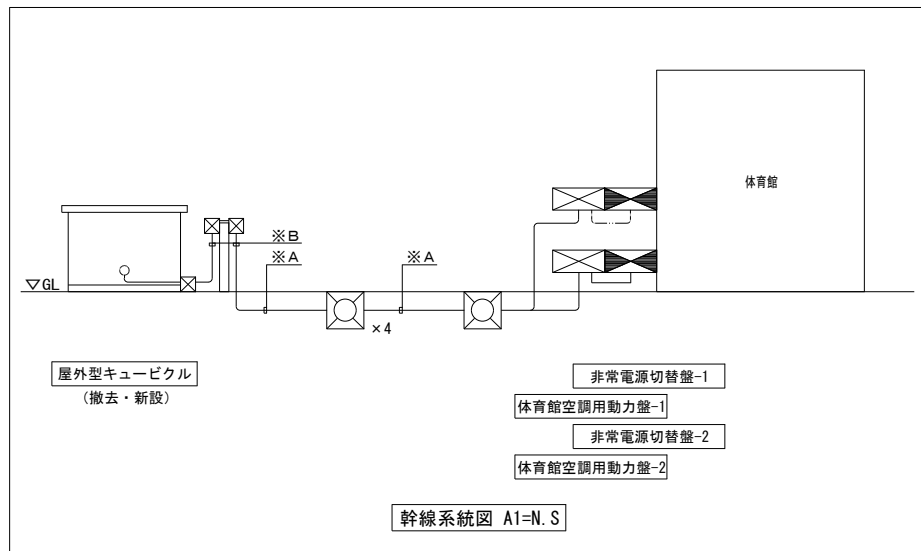 体育館
※B
※A
※A
▽GL
×4
屋外型キュービクル
(撤去・新設)
非常電源切替盤-1
体育館空調用動力盤-1
非常電源切替盤-2
体育館空調用動力盤-2
幹線系統図 A1=N.S